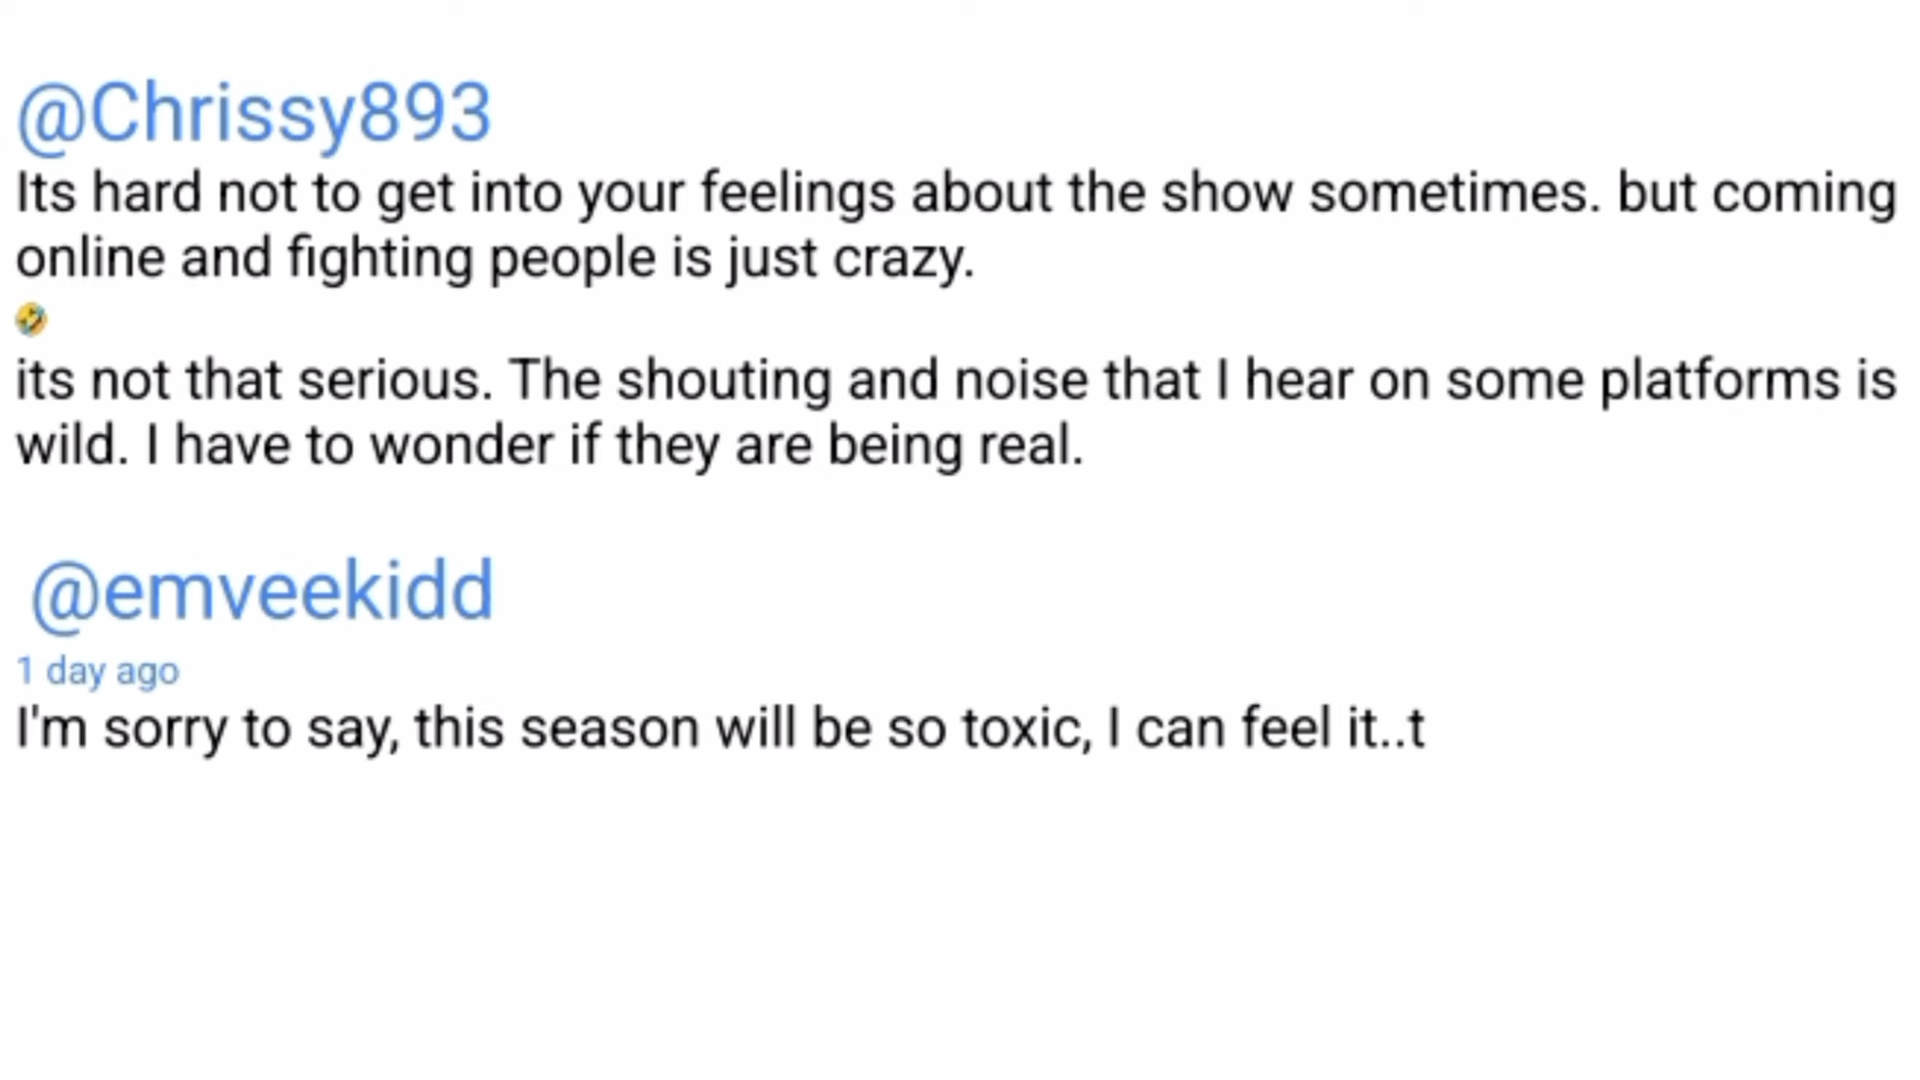 @Chrissy893
Its hard not to get into your feelings about the show sometimes. but coming
online and fighting people is just crazy.
🤣
its not that serious. The shouting and noise that I hear on some platforms is
wild. I have to wonder if they are being real.
@emveekidd
1 day ago
I'm sorry to say, this season will be so toxic, I can feel it..t